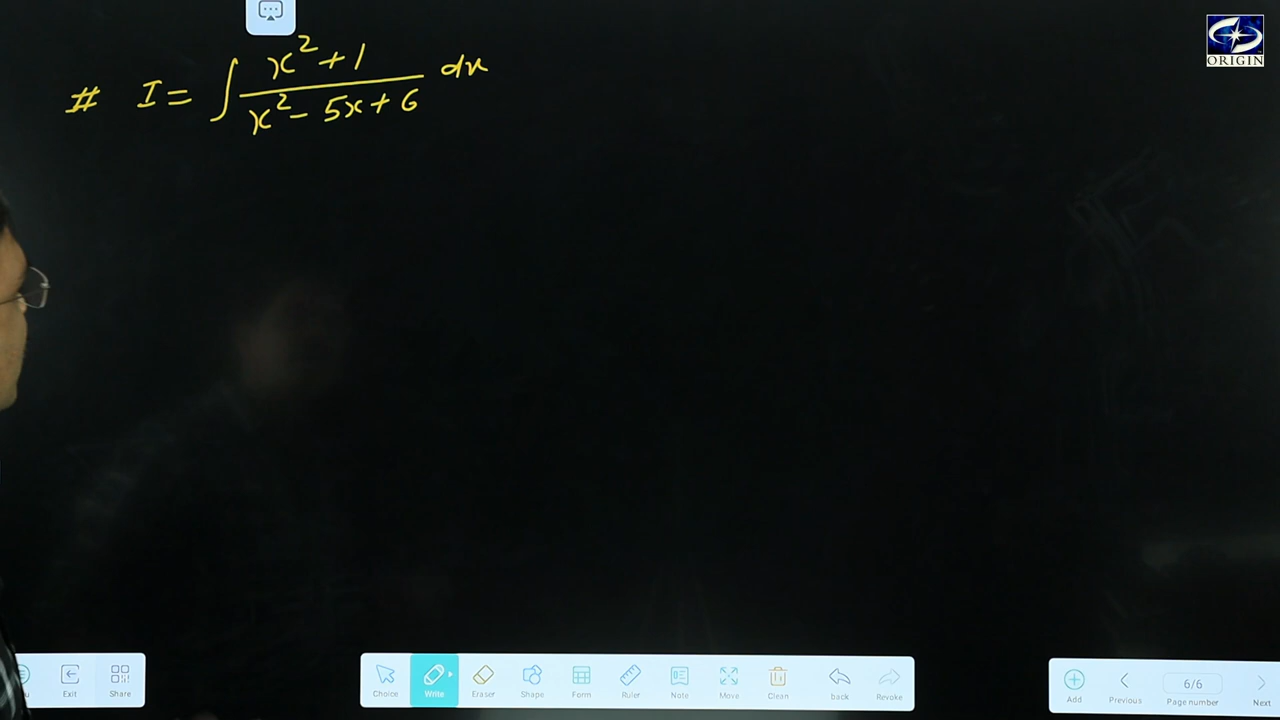 ORIGIN
# I = ∫ (x² + 1)/(x² - 5x + 6) dx
Exit Share
Choice Write Eraser Shape Form Ruler Note Move Clean back Revoke
Add Previous 6/6 Page number Next